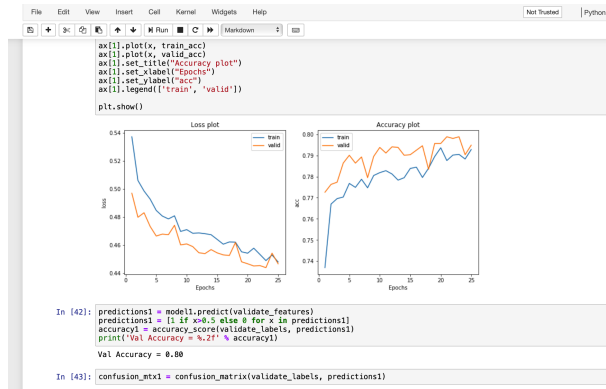 File Edit View Insert Cell Kernel Widgets Help Not Trusted Python
Run Markdown
ax[1].plot(x, train_acc)
ax[1].plot(x, valid_acc)
ax[1].set_title("Accuracy plot")
ax[1].set_xlabel("Epochs")
ax[1].set_ylabel("acc")
ax[1].legend(['train', 'valid'])
plt.show()
Loss plot
0.54
0.52
0.50
0.48
0.46
0.44
loss
train
valid
0 5 10 15 20 25
Epochs
Accuracy plot
0.80
0.79
0.78
0.77
0.76
0.75
0.74
acc
train
valid
0 5 10 15 20 25
Epochs
In [42]: predictions1 = model1.predict(validate_features)
predictions1 = [1 if x>0.5 else 0 for x in predictions1]
accuracy1 = accuracy_score(validate_labels, predictions1)
print('Val Accuracy = %.2f' % accuracy1)
Val Accuracy = 0.80
In [43]: confusion_mtx1 = confusion_matrix(validate_labels, predictions1)